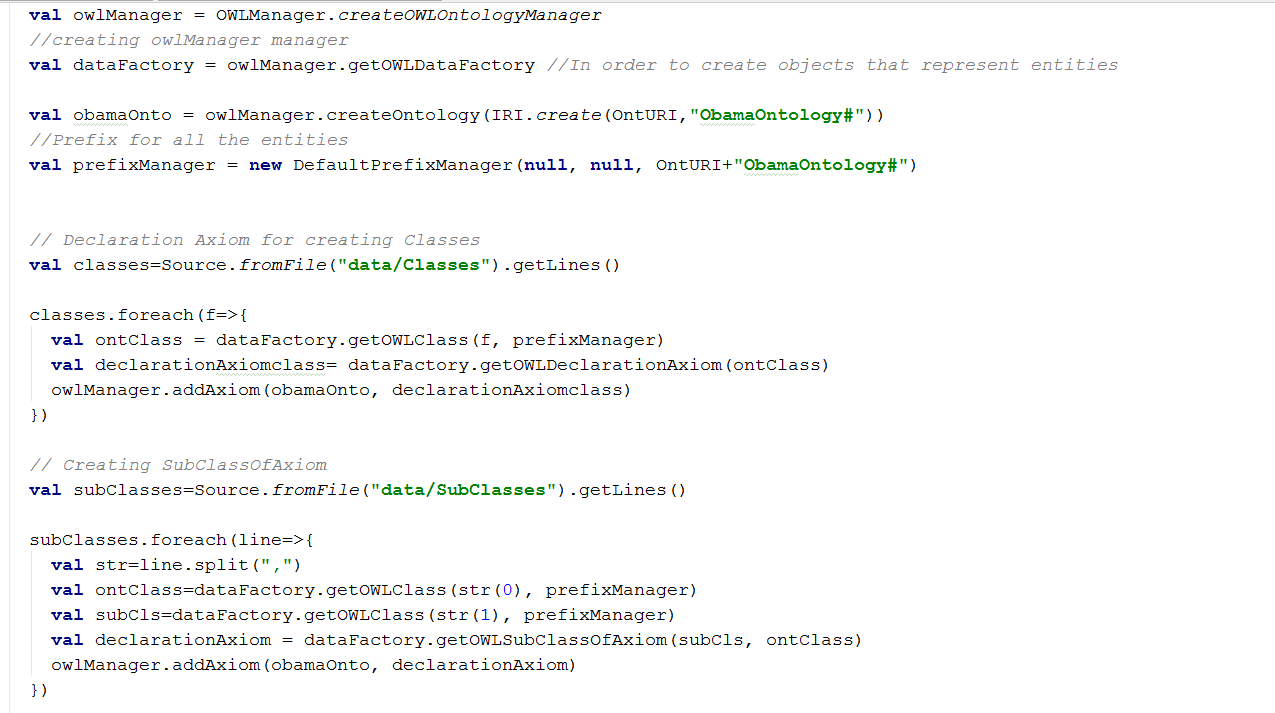 val owlManager = OWLManager.createOWLOntologyManager
//creating owlManager manager
val dataFactory = owlManager.getOWLDataFactory //In order to create objects that represent entities
val obamaOnto = owlManager.createOntology(IRI.create(OntURI,"ObamaOntology#"))
//Prefix for all the entities
val prefixManager = new DefaultPrefixManager(null, null, OntURI+"ObamaOntology#")
// Declaration Axiom for creating Classes
val classes=Source.fromFile("data/Classes").getLines()
classes.foreach(f=>{
val ontClass = dataFactory.getOWLClass(f, prefixManager)
val declarationAxiomclass= dataFactory.getOWLDeclarationAxiom(ontClass)
owlManager.addAxiom(obamaOnto, declarationAxiomclass)
})
// Creating SubClassOfAxiom
val subClasses=Source.fromFile("data/SubClasses").getLines()
subClasses.foreach(line=>{
val str=line.split(",")
val ontClass=dataFactory.getOWLClass(str(0), prefixManager)
val subCls=dataFactory.getOWLClass(str(1), prefixManager)
val declarationAxiom = dataFactory.getOWLSubClassOfAxiom(subCls, ontClass)
owlManager.addAxiom(obamaOnto, declarationAxiom)
})